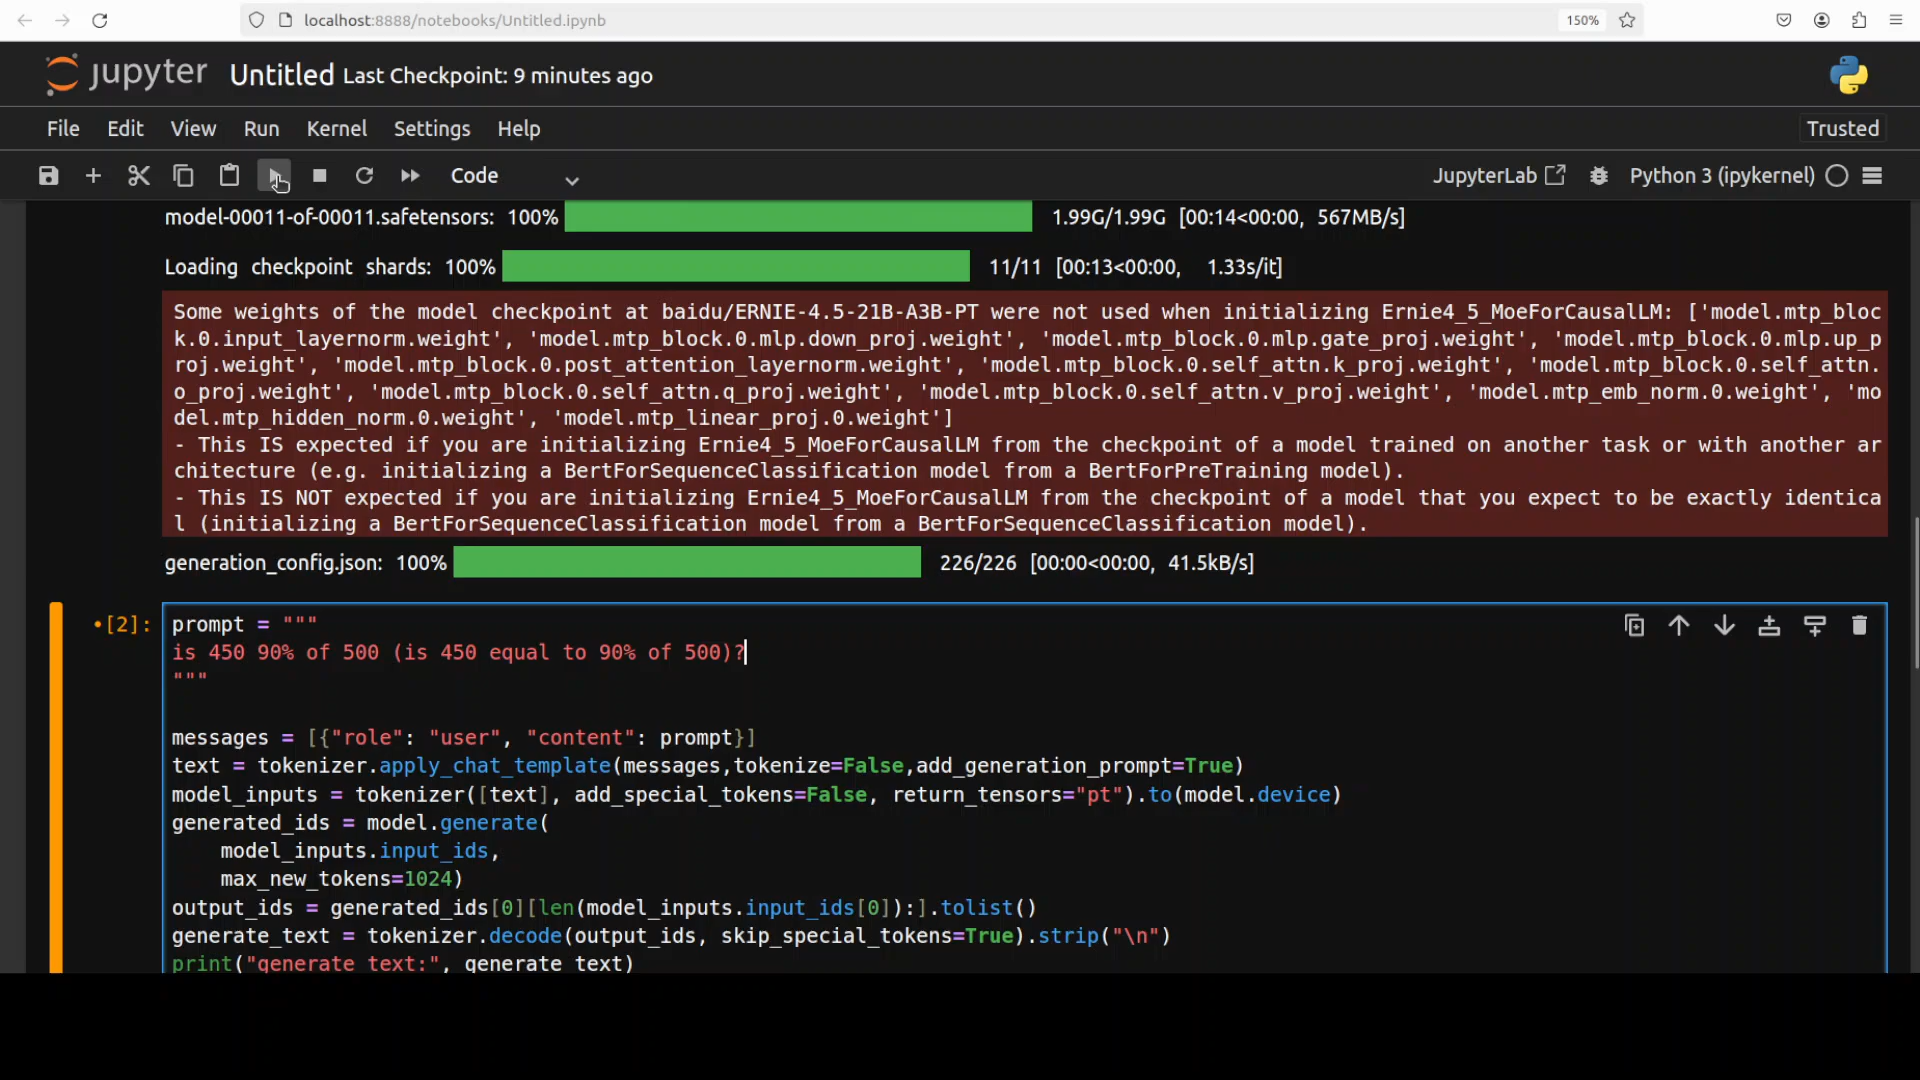 localhost:8888/notebooks/Untitled.ipynb 150%
jupyter Untitled Last Checkpoint: 9 minutes ago
File Edit View Run Kernel Settings Help Trusted
Code JupyterLab Python 3 (ipykernel)
model-00011-of-00011.safetensors: 100% 1.99G/1.99G [00:14<00:00, 567MB/s]
Loading checkpoint shards: 100% 11/11 [00:13<00:00, 1.33s/it]
Some weights of the model checkpoint at baidu/ERNIE-4.5-21B-A3B-PT were not used when initializing Ernie4_5_MoeForCausalLM: ['model.mtp_bloc
k.0.input_layernorm.weight', 'model.mtp_block.0.mlp.down_proj.weight', 'model.mtp_block.0.mlp.gate_proj.weight', 'model.mtp_block.0.mlp.up_p
roj.weight', 'model.mtp_block.0.post_attention_layernorm.weight', 'model.mtp_block.0.self_attn.k_proj.weight', 'model.mtp_block.0.self_attn.
o_proj.weight', 'model.mtp_block.0.self_attn.q_proj.weight', 'model.mtp_block.0.self_attn.v_proj.weight', 'model.mtp_emb_norm.0.weight', 'mo
del.mtp_hidden_norm.0.weight', 'model.mtp_linear_proj.0.weight']
- This IS expected if you are initializing Ernie4_5_MoeForCausalLM from the checkpoint of a model trained on another task or with another ar
chitecture (e.g. initializing a BertForSequenceClassification model from a BertForPreTraining model).
- This IS NOT expected if you are initializing Ernie4_5_MoeForCausalLM from the checkpoint of a model that you expect to be exactly identica
l (initializing a BertForSequenceClassification model from a BertForSequenceClassification model).
generation_config.json: 100% 226/226 [00:00<00:00, 41.5kB/s]
•[2]: prompt = """
is 450 90% of 500 (is 450 equal to 90% of 500)?
"""
messages = [{"role": "user", "content": prompt}]
text = tokenizer.apply_chat_template(messages,tokenize=False,add_generation_prompt=True)
model_inputs = tokenizer([text], add_special_tokens=False, return_tensors="pt").to(model.device)
generated_ids = model.generate(
model_inputs.input_ids,
max_new_tokens=1024)
output_ids = generated_ids[0][len(model_inputs.input_ids[0]):].tolist()
generate_text = tokenizer.decode(output_ids, skip_special_tokens=True).strip("\n")
print("generate_text:", generate_text)